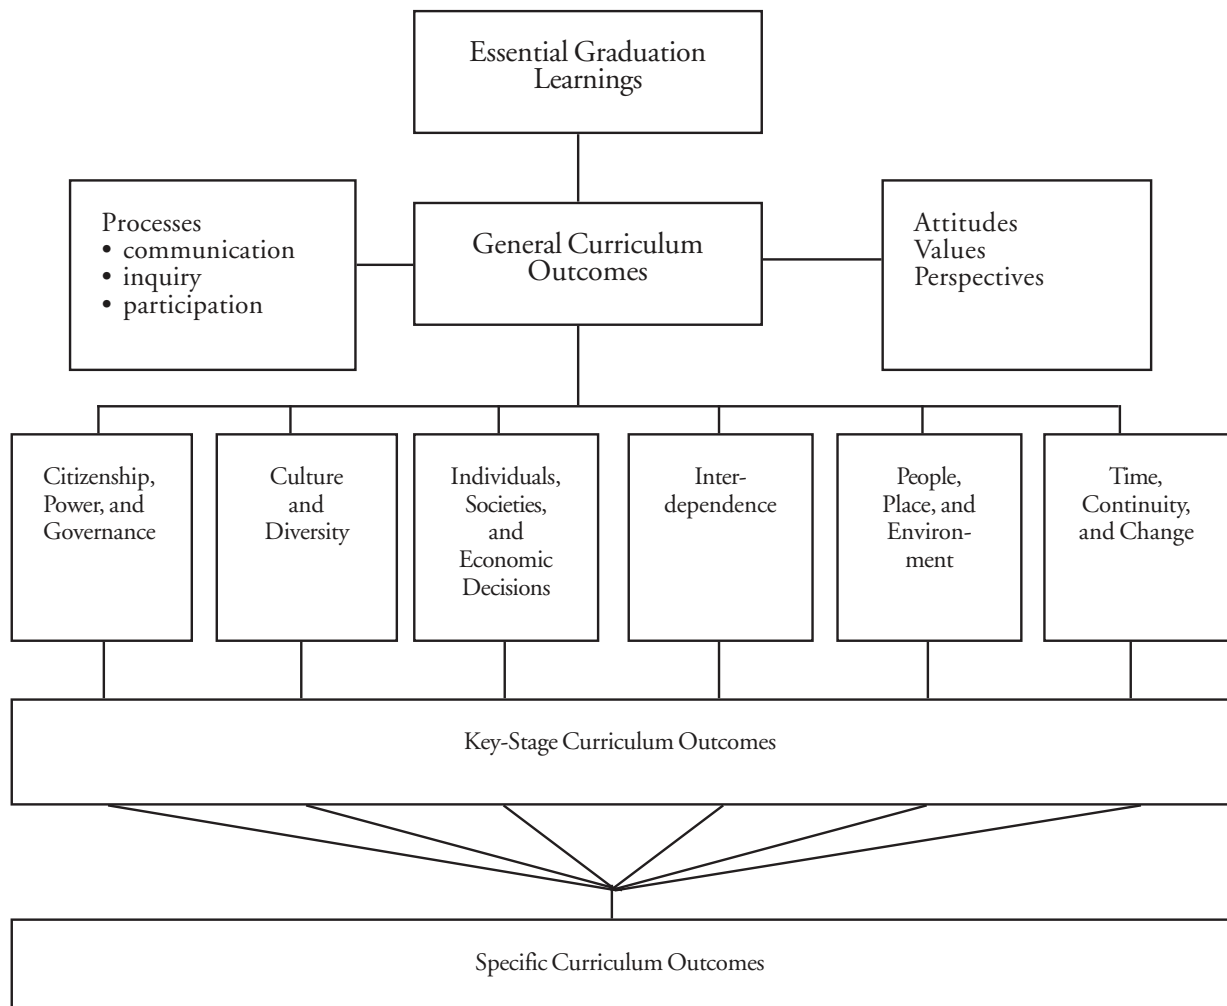 Essential Graduation
Learnings
Processes
• communication
• inquiry
• participation
General Curriculum
Outcomes
Attitudes
Values
Perspectives
Citizenship,
Power, and
Governance
Culture
and
Diversity
Individuals,
Societies,
and
Economic
Decisions
Inter-
dependence
People,
Place, and
Environ-
ment
Time,
Continuity,
and Change
Key-Stage Curriculum Outcomes
Specific Curriculum Outcomes